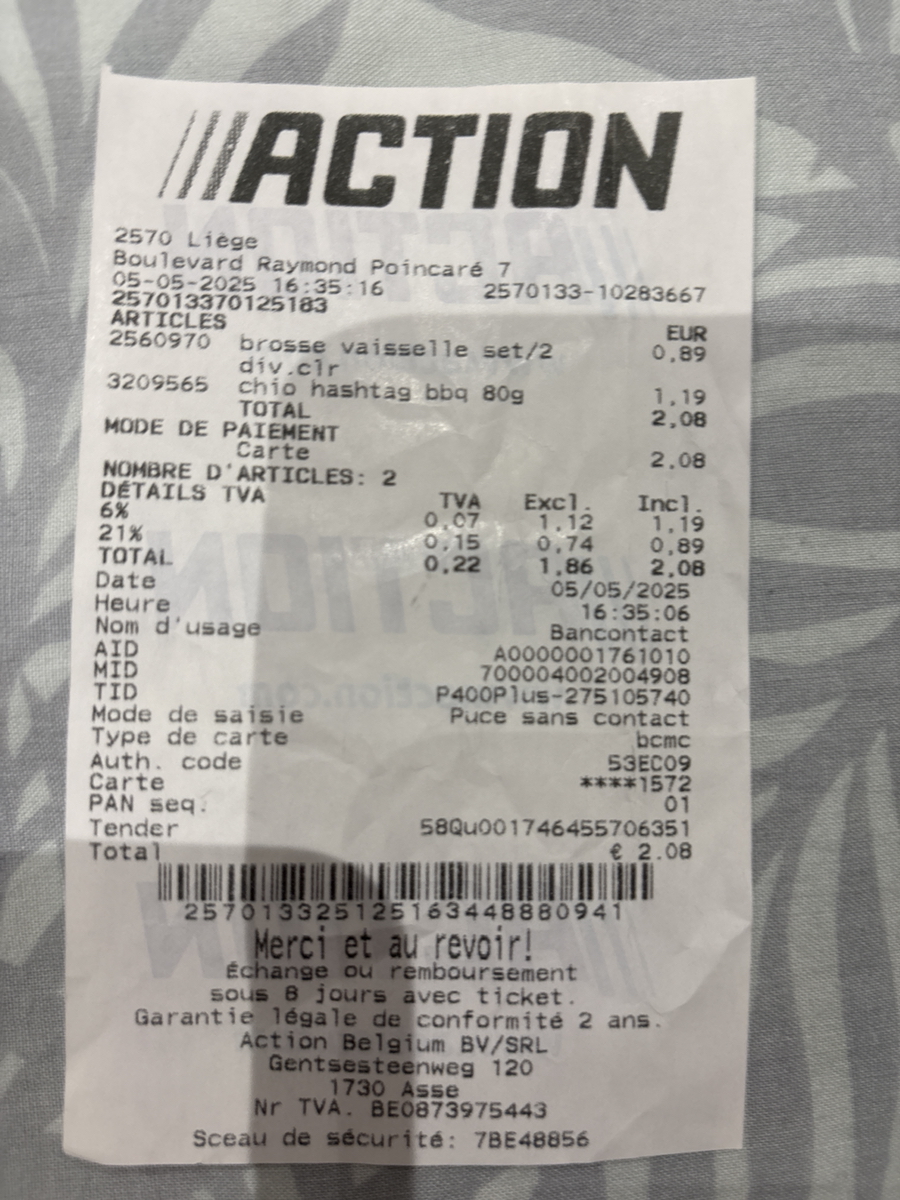 ACTION
2570 Liège
Boulevard Raymond Poincaré 7
05-05-2025 16:35:16 2570133-10283667
257013370125183
ARTICLES EUR
2560970 brosse vaisselle set/2 0,89
div.clr
3209565 chio hashtag bbq 80g 1,19
TOTAL 2,08
MODE DE PAIEMENT
Carte 2,08
NOMBRE D'ARTICLES: 2
DÉTAILS TVA TVA Excl. Incl.
6% 0,07 1,12 1,19
21% 0,15 0,74 0,89
TOTAL 0,22 1,86 2,08
Date 05/05/2025
Heure 16:35:06
Nom d'usage Bancontact
AID A0000001761010
MID 700004002004908
TID P400Plus-275105740
Mode de saisie Puce sans contact
Type de carte bcmc
Auth. code 53EC09
Carte ****1572
PAN seq. 01
Tender 58Qu001746455706351
Total € 2.08
257013325125163448880941
Merci et au revoir!
Échange ou remboursement
sous 8 jours avec ticket.
Garantie légale de conformité 2 ans.
Action Belgium BV/SRL
Gentsesteenweg 120
1730 Asse
Nr TVA. BE0873975443
Sceau de sécurité: 7BE48856